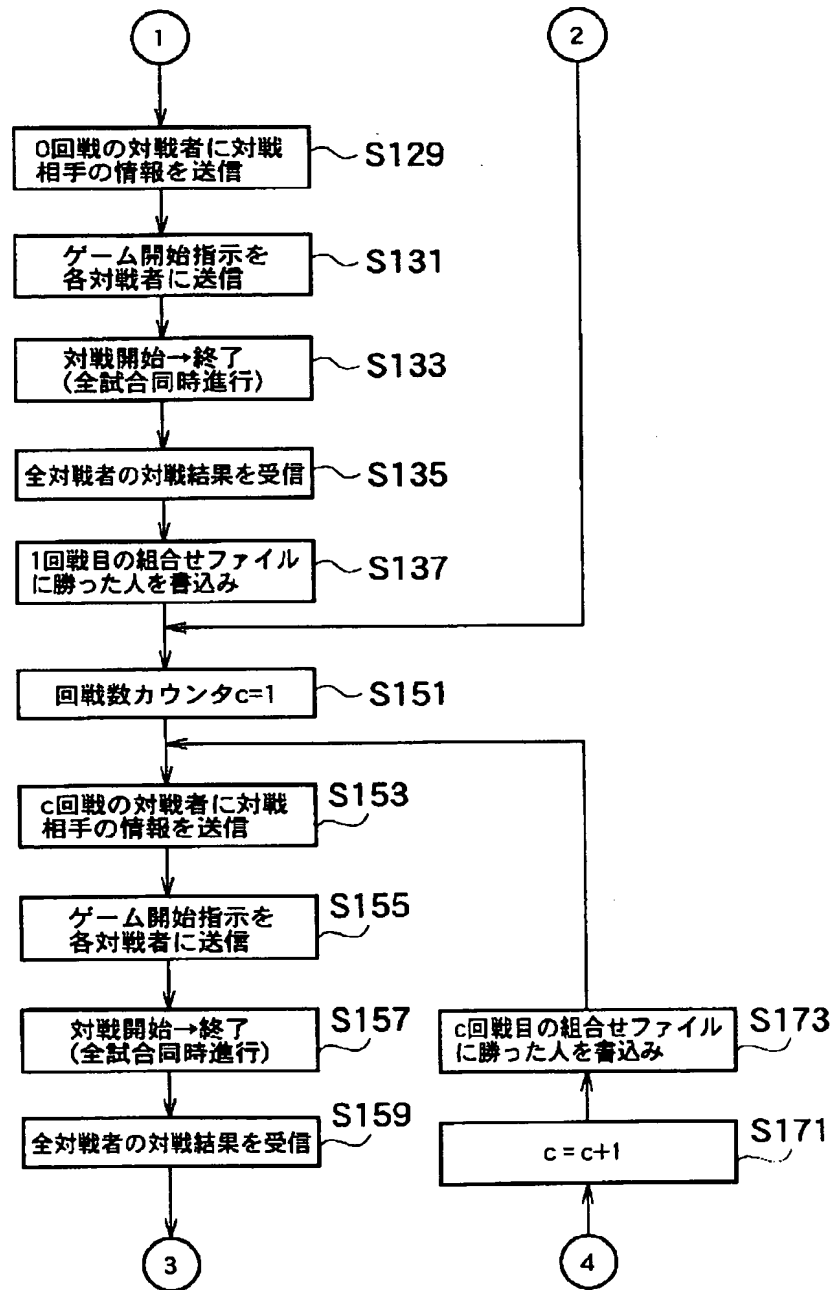 1
2
0回戦の対戦者に対戦
相手の情報を送信
S129
ゲーム開始指示を
各対戦者に送信
S131
対戦開始→終了
(全試合同時進行)
S133
全対戦者の対戦結果を受信
S135
1回戦目の組合せファイル
に勝った人を書込み
S137
回戦数カウンタc=1
S151
c回戦の対戦者に対戦
相手の情報を送信
S153
ゲーム開始指示を
各対戦者に送信
S155
対戦開始→終了
(全試合同時進行)
S157
全対戦者の対戦結果を受信
S159
3
c回戦目の組合せファイル
に勝った人を書込み
S173
c=c+1
S171
4